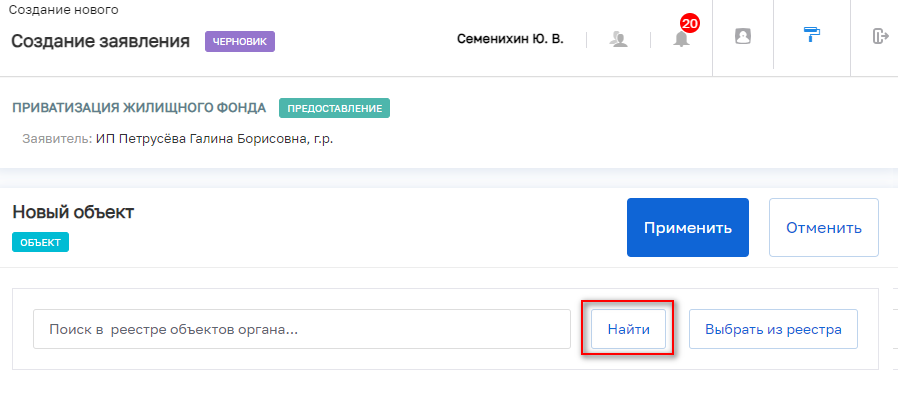 Создание нового
Создание заявления ЧЕРНОВИК Семенихин Ю. В. 20
ПРИВАТИЗАЦИЯ ЖИЛИЩНОГО ФОНДА ПРЕДОСТАВЛЕНИЕ
Заявитель: ИП Петрусёва Галина Борисовна, г.р.
Новый объект
ОБЪЕКТ
Применить Отменить
Поиск в реестре объектов органа... Найти Выбрать из реестра